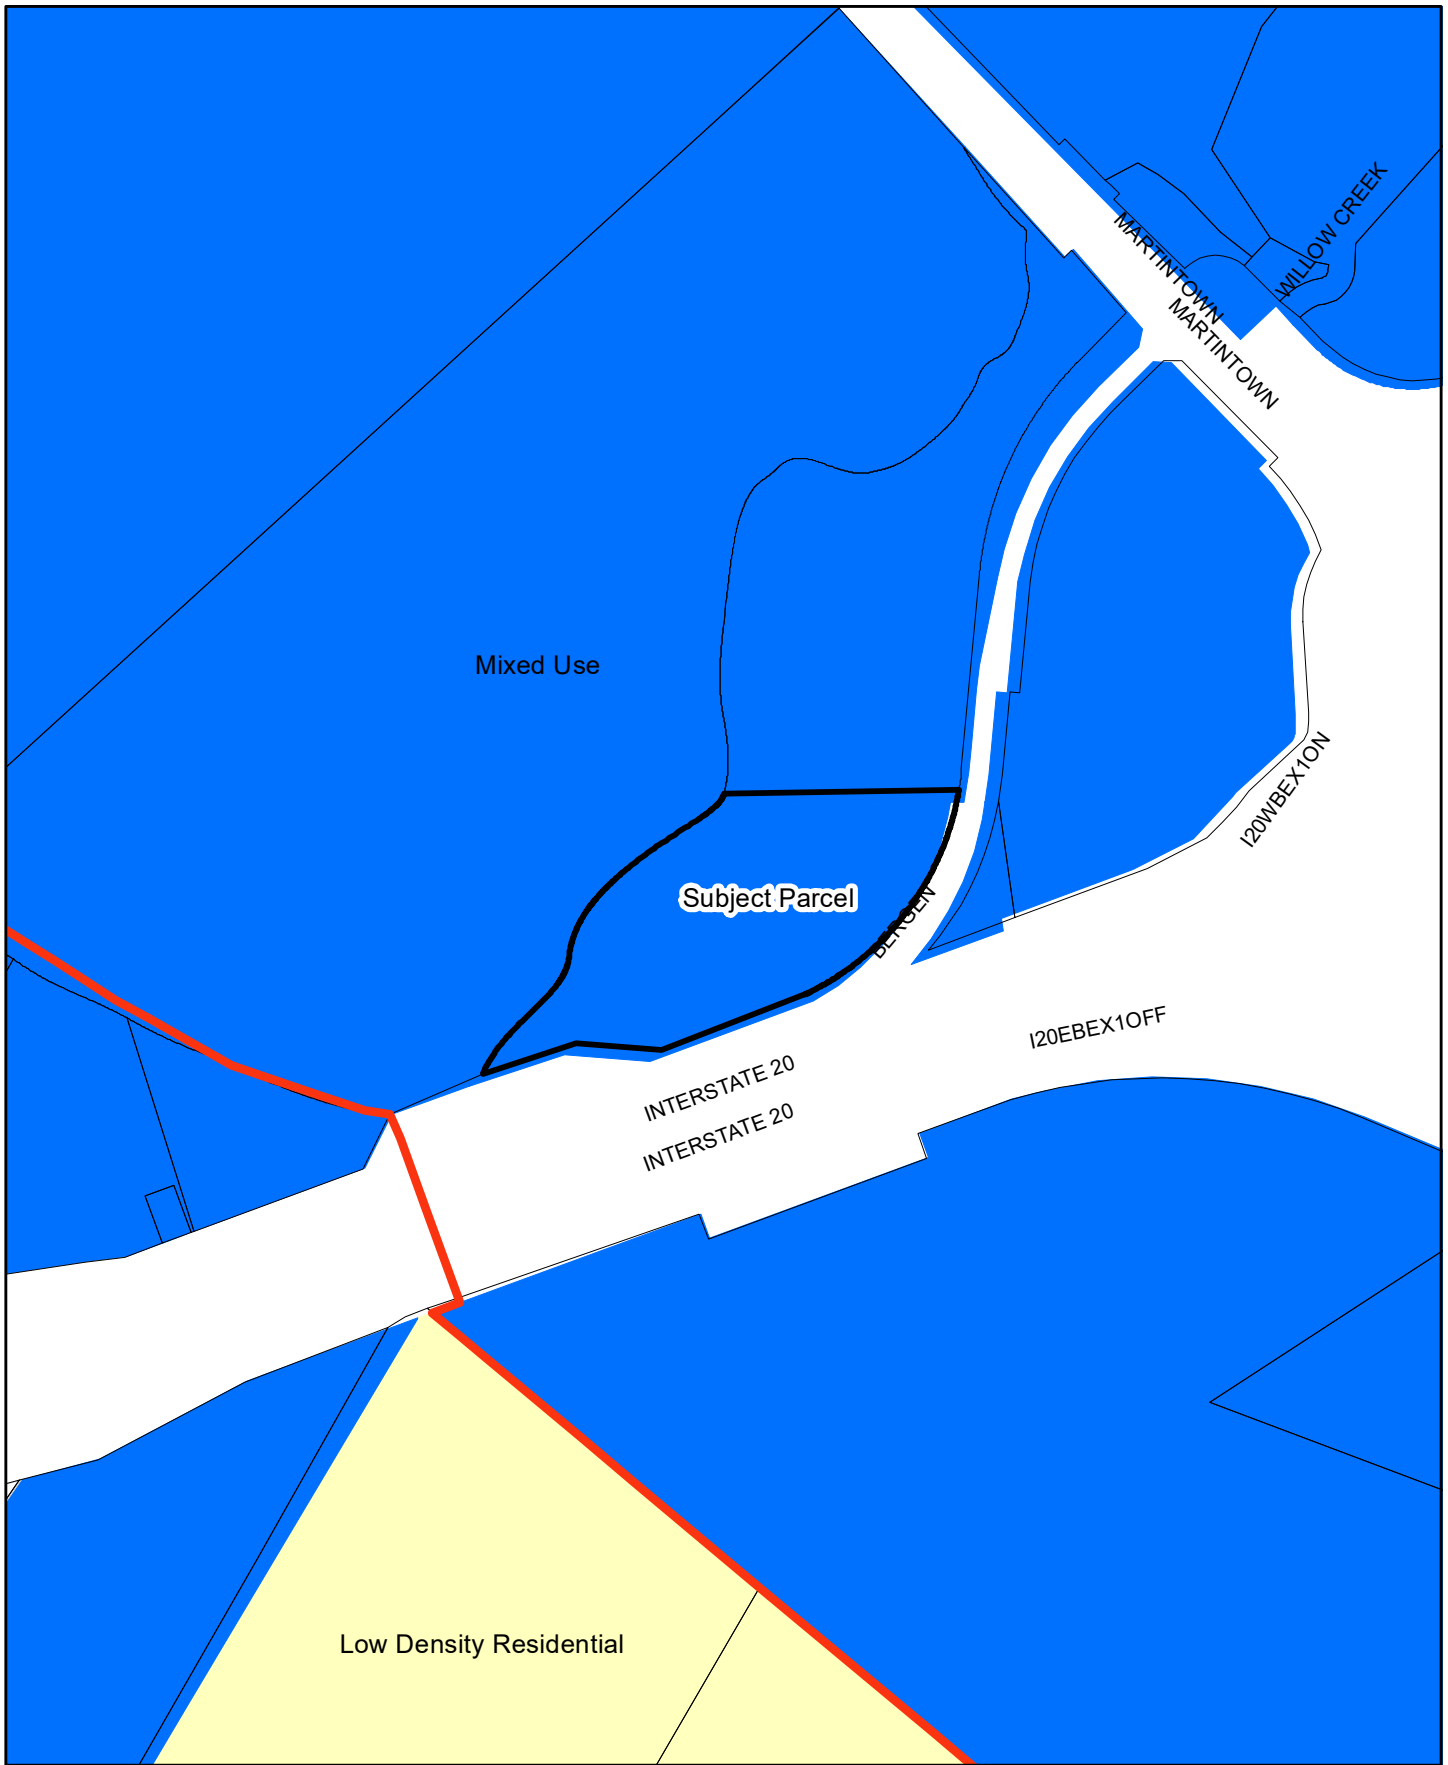 WILLOW CREEK
MARTINTOWN
MARTINTOWN
Mixed Use
I20WBEX1ON
Subject Parcel
BERGEN
I20EBEX1OFF
INTERSTATE 20
INTERSTATE 20
Low Density Residential